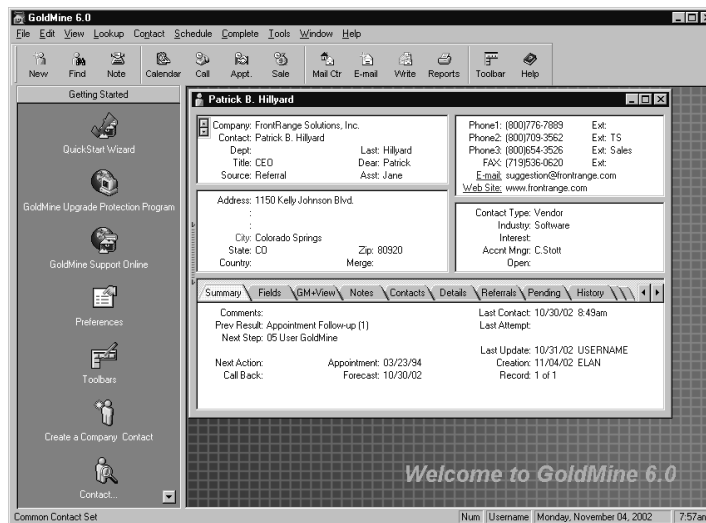 GoldMine 6.0
File Edit View Lookup Contact Schedule Complete Tools Window Help
New Find Note Calendar Call Appt. Sale Mail Ctr E-mail Write Reports Toolbar Help
Getting Started
QuickStart Wizard
GoldMine Upgrade Protection Program
GoldMine Support Online
Preferences
Toolbars
Create a Company Contact
Contact...
Patrick B. Hillyard
Company: FrontRange Solutions, Inc.
Contact: Patrick B. Hillyard
Dept: Last: Hillyard
Title: CEO Dear: Patrick
Source: Referral Asst: Jane
Phone1: (800)776-7889 Ext:
Phone2: (800)709-3562 Ext: TS
Phone3: (800)654-3526 Ext: Sales
FAX: (719)536-0620 Ext:
E-mail: suggestion@frontrange.com
Web Site: www.frontrange.com
Address: 1150 Kelly Johnson Blvd.
:
:
City: Colorado Springs
State: CO Zip: 80920
Country: Merge:
Contact Type: Vendor
Industry: Software
Interest:
Accnt Mngr: C.Stott
Open:
Summary Fields GM+View Notes Contacts Details Referrals Pending History
Comments: Last Contact: 10/30/02 8:49am
Prev Result: Appointment Follow-up (1) Last Attempt:
Next Step: 05 User GoldMine
Last Update: 10/31/02 USERNAME
Next Action: Appointment: 03/23/94 Creation: 11/04/02 ELAN
Call Back: Forecast: 10/30/02 Record: 1 of 1
Welcome to GoldMine 6.0
Common Contact Set Num Username Monday, November 04, 2002 7:57am